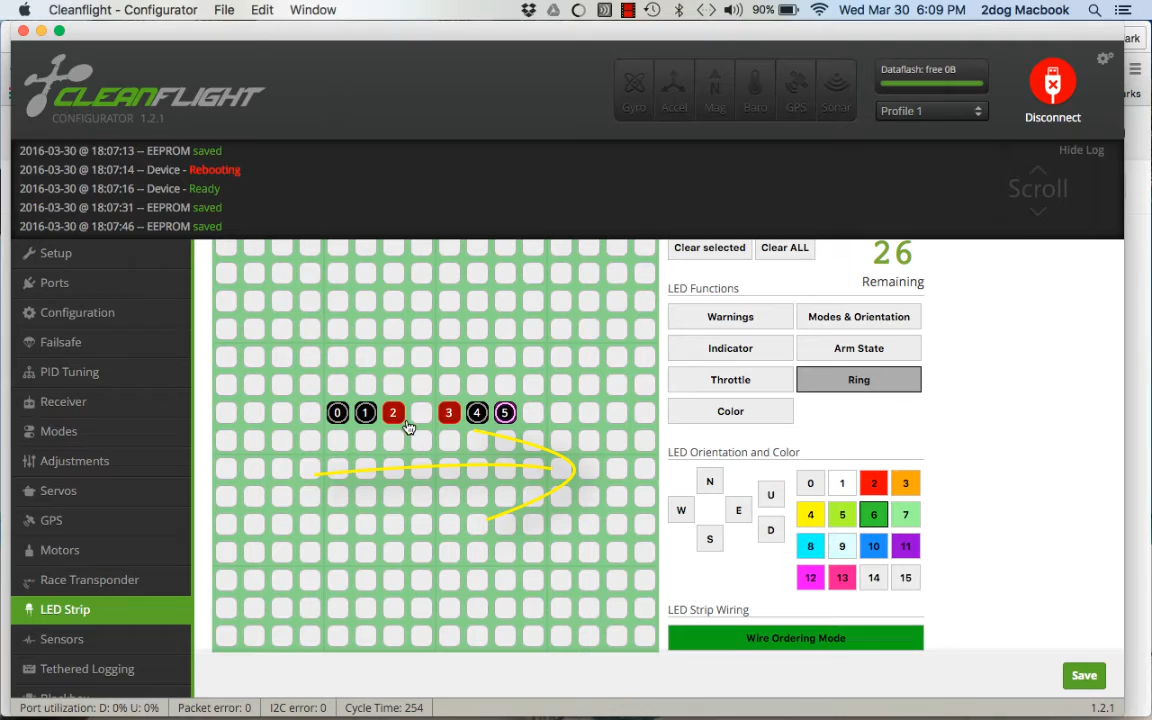 Cleanflight - Configurator File Edit Window 90% Wed Mar 30 6:09 PM 2dog Macbook
ark
CLEANFLIGHT
CONFIGURATOR 1.2.1
Gyro Accel Mag Baro GPS Sonar
Dataflash: free 0B
Profile 1
Disconnect
rks
2016-03-30 @ 18:07:13 -- EEPROM saved
2016-03-30 @ 18:07:14 -- Device - Rebooting
2016-03-30 @ 18:07:16 -- Device - Ready
2016-03-30 @ 18:07:31 -- EEPROM saved
2016-03-30 @ 18:07:46 -- EEPROM saved
Hide Log
Scroll
Setup
Ports
Configuration
Failsafe
PID Tuning
Receiver
Modes
Adjustments
Servos
GPS
Motors
Race Transponder
LED Strip
Sensors
Tethered Logging
0 1 2 3 4 5
Clear selected Clear ALL
26
Remaining
LED Functions
Warnings Modes & Orientation
Indicator Arm State
Throttle Ring
Color
LED Orientation and Color
N
W E
S
U
D
0 1 2 3
4 5 6 7
8 9 10 11
12 13 14 15
LED Strip Wiring
Wire Ordering Mode
Save
Port utilization: D: 0% U: 0% Packet error: 0 I2C error: 0 Cycle Time: 254 1.2.1